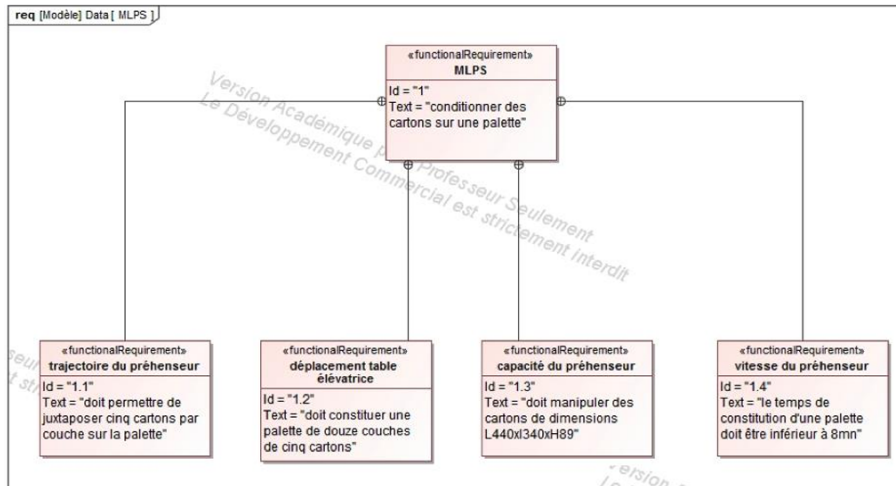 req [Modèle] Data [ MLPS ]
«functionalRequirement»
MLPS
Id = "1"
Text = "conditionner des
cartons sur une palette"
Version Académique p Professeur Seulement
Le Développement Commercial est strictement interdit
«functionalRequirement»
trajectoire du préhenseur
Id = "1.1"
Text = "doit permettre de
juxtaposer cinq cartons par
couche sur la palette"
«functionalRequirement»
déplacement table
élévatrice
Id = "1.2"
Text = "doit constituer une
palette de douze couches
de cinq cartons"
«functionalRequirement»
capacité du préhenseur
Id = "1.3"
Text = "doit manipuler des
cartons de dimensions
L440xl340xH89"
«functionalRequirement»
vitesse du préhenseur
Id = "1.4"
Text = "le temps de
constitution d'une palette
doit être inférieur à 8mn"